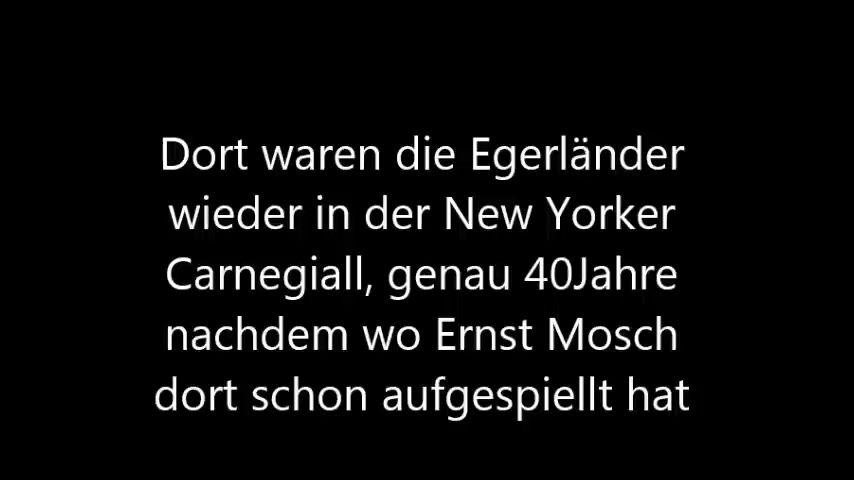 Dort waren die Egerländer
wieder in der New Yorker
Carnegiall, genau 40Jahre
nachdem wo Ernst Mosch
dort schon aufgespiellt hat